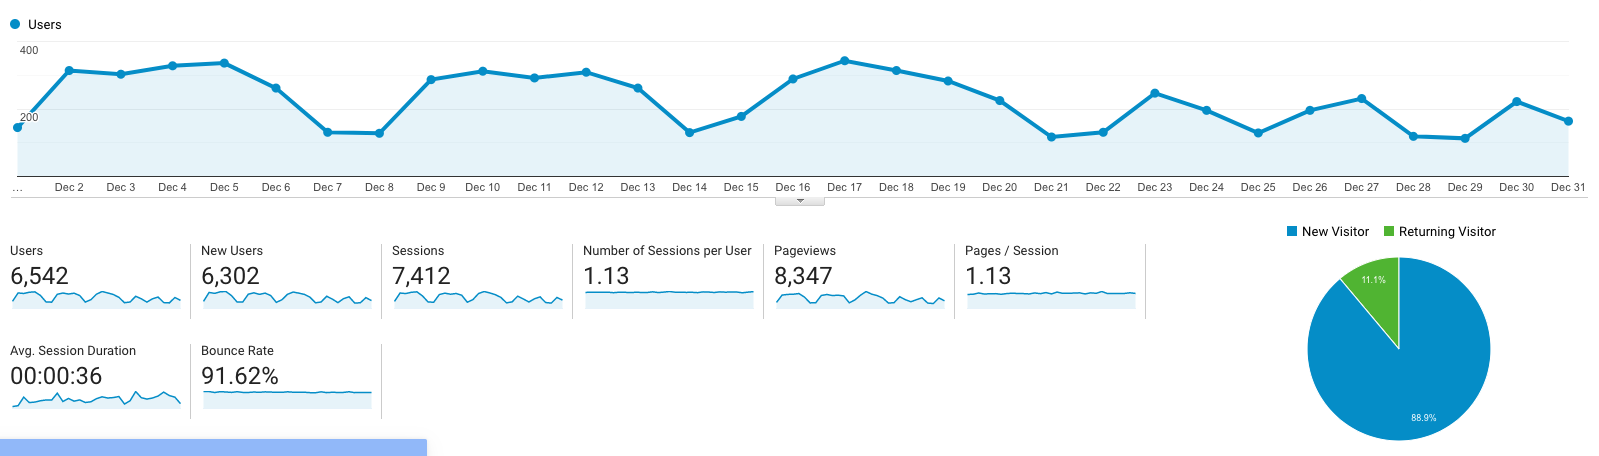 Users
400
200
...
Dec 2 Dec 3 Dec 4 Dec 5 Dec 6 Dec 7 Dec 8 Dec 9 Dec 10 Dec 11 Dec 12 Dec 13 Dec 14 Dec 15 Dec 16 Dec 17 Dec 18 Dec 19 Dec 20 Dec 21 Dec 22 Dec 23 Dec 24 Dec 25 Dec 26 Dec 27 Dec 28 Dec 29 Dec 30 Dec 31
Users
6,542
New Users
6,302
Sessions
7,412
Number of Sessions per User
1.13
Pageviews
8,347
Pages / Session
1.13
Avg. Session Duration
00:00:36
Bounce Rate
91.62%
New Visitor
Returning Visitor
11.1%
88.9%